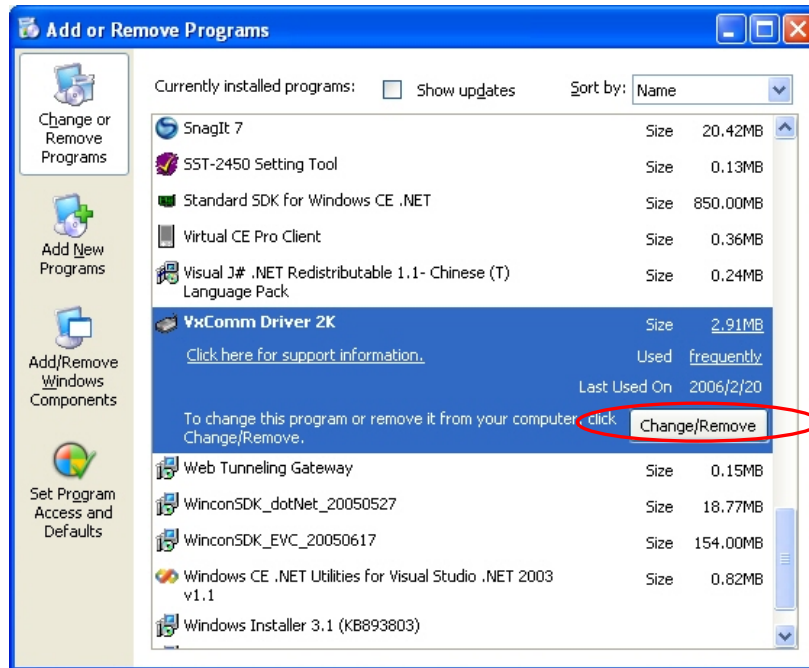 Add or Remove Programs
Change or
Remove
Programs
Add New
Programs
Add/Remove
Windows
Components
Set Program
Access and
Defaults
Currently installed programs: Show updates Sort by: Name
SnagIt 7 Size 20.42MB
SST-2450 Setting Tool Size 0.13MB
Standard SDK for Windows CE .NET Size 850.00MB
Virtual CE Pro Client Size 0.36MB
Visual J# .NET Redistributable 1.1- Chinese (T) Size 0.24MB
Language Pack
VxComm Driver 2K Size 2.91MB
Click here for support information. Used frequently
Last Used On 2006/2/20
To change this program or remove it from your computer, click
Change/Remove.
Change/Remove
Web Tunneling Gateway Size 0.15MB
WinconSDK_dotNet_20050527 Size 18.77MB
WinconSDK_EVC_20050617 Size 154.00MB
Windows CE .NET Utilities for Visual Studio .NET 2003 Size 0.82MB
v1.1
Windows Installer 3.1 (KB893803)